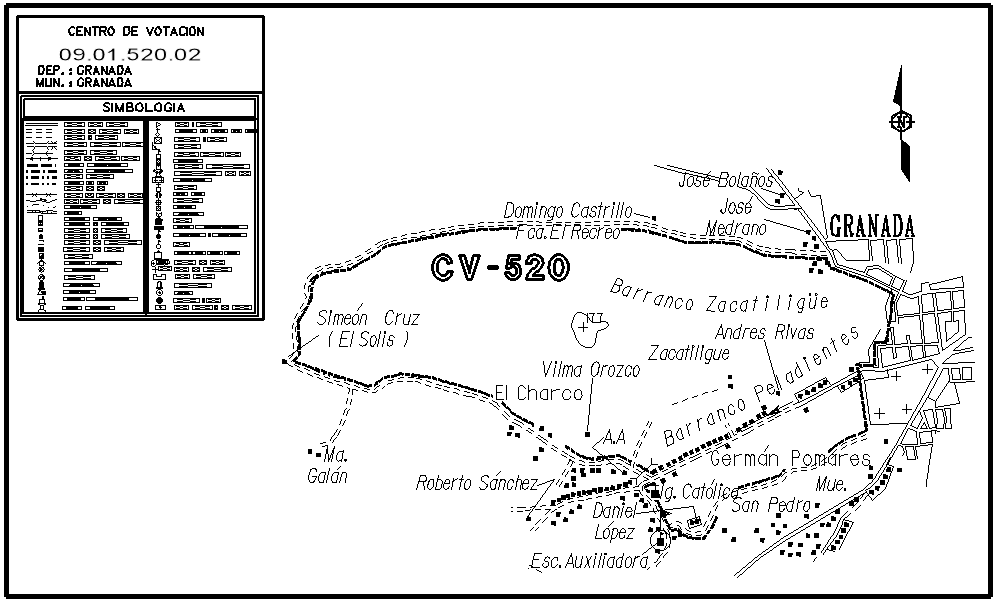 CENTRO DE VOTACION
09.01.520.02
DEP.: GRANADA
MUN.: GRANADA
SIMBOLOGIA
N
José Bolaños
José
Medrano
GRANADA
Domingo Castrillo
Fca. El Recreo
CV-520
Barranco Zacatiligüe
Simeón Cruz
( El Solis )
Andres Rivas
Zacatiligue
Vilma Orozco
El Charco
Barranco Peladientes
A.A
Ma.
Galán
Germán Pomares
Roberto Sánchez
Ig. Católica
Mue.
San Pedro
Daniel
López
Esc. Auxiliadora